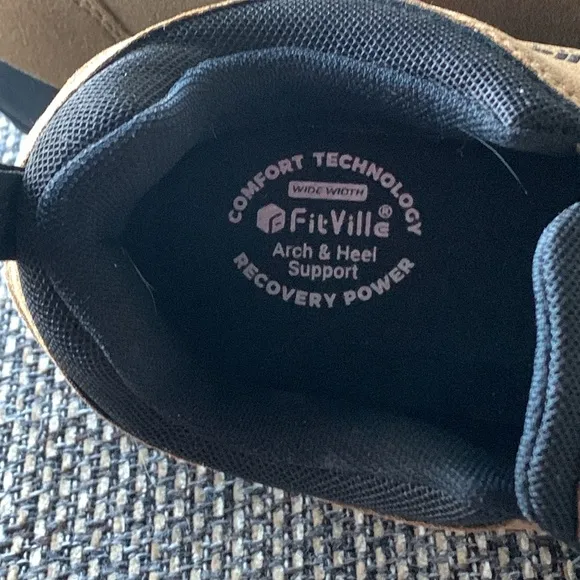 COMFORT TECHNOLOGY
WIDE WIDTH
FitVille®
Arch & Heel
Support
RECOVERY POWER